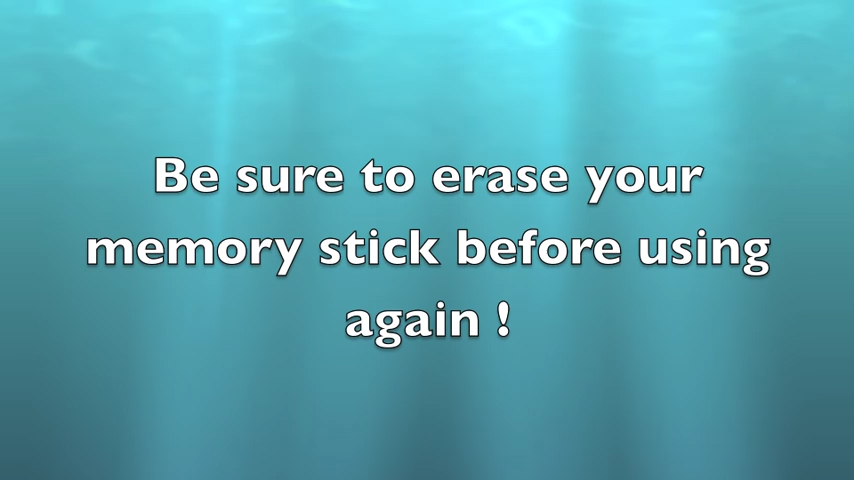 Be sure to erase your
memory stick before using
again !